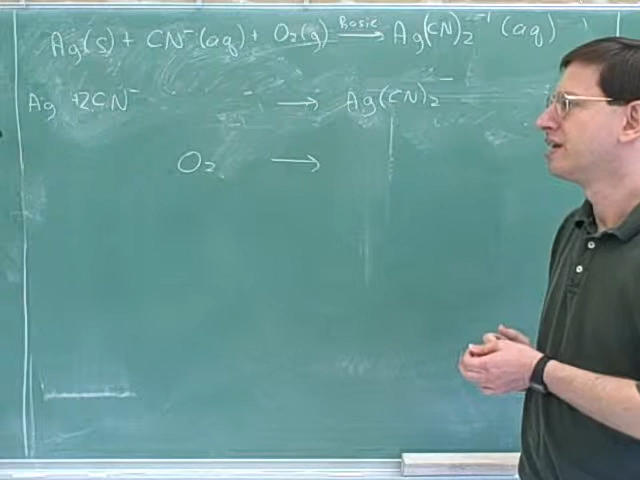 Ag(s) + CN⁻(aq) + O₂(g) Basic ⟶ Ag(CN)₂⁻¹ (aq)
Ag + 2CN⁻ ⟶ Ag(CN)₂⁻
O₂ ⟶